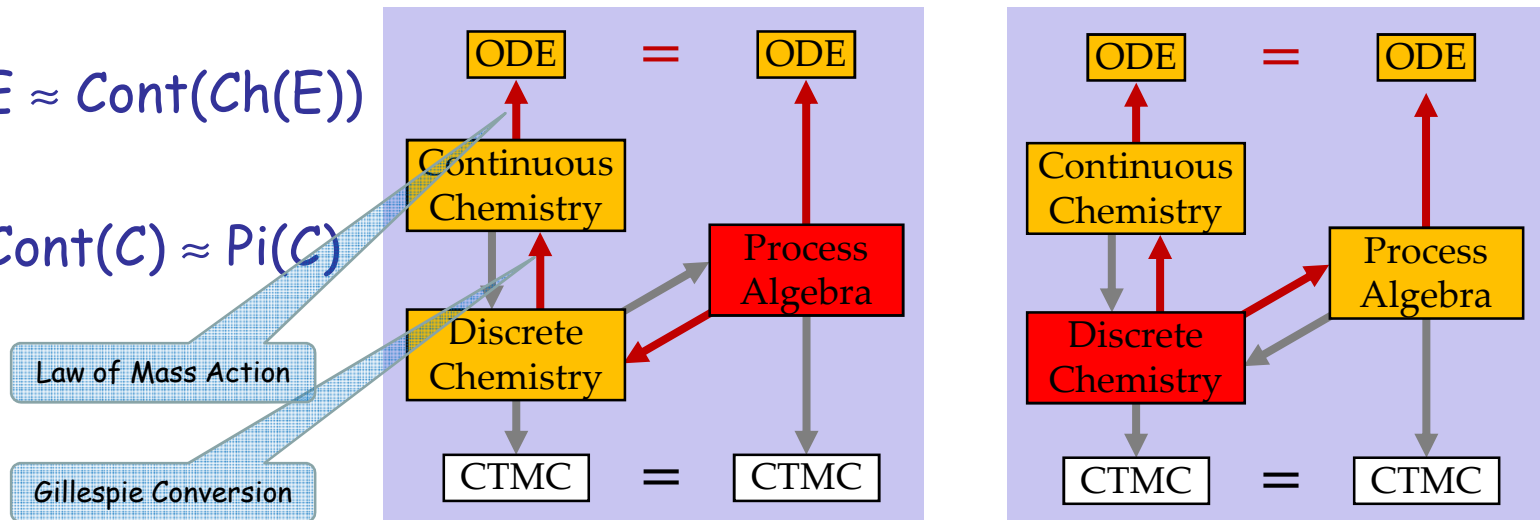 E ≈ Cont(Ch(E))
Cont(C) ≈ Pi(C)
Law of Mass Action
Gillespie Conversion
ODE = ODE
Continuous
Chemistry
Process
Algebra
Discrete
Chemistry
CTMC = CTMC
ODE = ODE
Continuous
Chemistry
Process
Algebra
Discrete
Chemistry
CTMC = CTMC